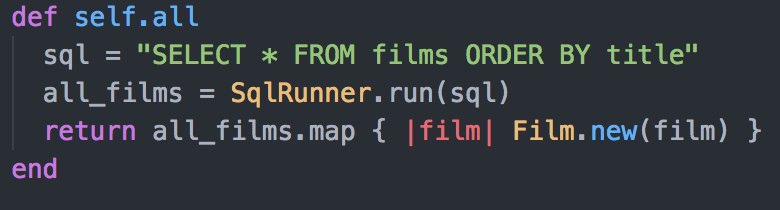 def self.all
  sql = "SELECT * FROM films ORDER BY title"
  all_films = SqlRunner.run(sql)
  return all_films.map { |film| Film.new(film) }
end